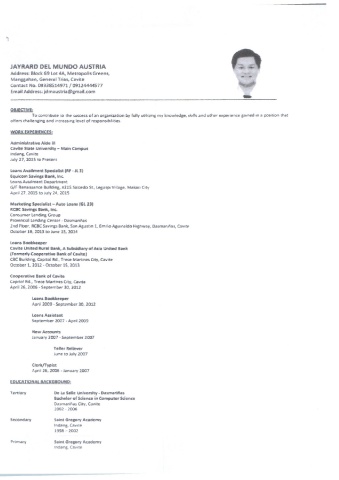 JAYRARD DEL MUNDO AUSTRIA
Address: Block 69 Lot 4A, Metropolis Greens,
Manggahan, General Trias, Cavite
Contact No. 09339514971 / 09124444577
Email Address: jdmaustria@gmail.com
OBJECTIVE:
To contribute to the success of an organization by fully utilizing my knowledge, skills and other experience gained in a position that
offers challenging and increasing level of responsibilities.
WORK EXPERIENCES:
Administrative Aide III
Cavite State University – Main Campus
Indang, Cavite
July 27, 2015 to Present
Loans Assistant Specialist
Equicom Savings Bank, Inc.
Loans Assistant Department
Renaissance Building, Salcedo St., Legaspi Village, Makati City
April 27, 2015 to July 24, 2015
Marketing Specialist – Auto Loans
RCBC Savings Bank, Inc.
Consumer Lending Group
Provincial Lending Center - Dasmariñas
2nd Floor, RCBC Savings Bank, San Agustin I, Emilio Aguinaldo Highway, Dasmariñas, Cavite
October 16, 2013 to June 15, 2014
Loans Bookkeeper
Cavite United Rural Bank, A Subsidiary of Asia United Bank
(Formerly Cooperative Bank of Cavite)
CBC Building, Capitol Rd., Trece Martires City, Cavite
October 1, 2012 - October 15, 2013
Cooperative Bank of Cavite
Capitol Rd., Trece Martires City, Cavite
April 26, 2006 - September 30, 2012
Loans Bookkeeper
April 2009 - September 30, 2012
Loans Assistant
September 2007 - April 2009
New Accounts
January 2007 - September 2007
Teller Reliever
June to July 2007
Clerk/Typist
April 26, 2006 - January 2007
EDUCATIONAL BACKGROUND:
Tertiary
De La Salle University - Dasmariñas
Bachelor of Science in Computer Science
Dasmariñas City, Cavite
2002 - 2006
Secondary
Saint Gregory Academy
Indang, Cavite
1998 - 2002
Primary
Saint Gregory Academy
Indang, Cavite